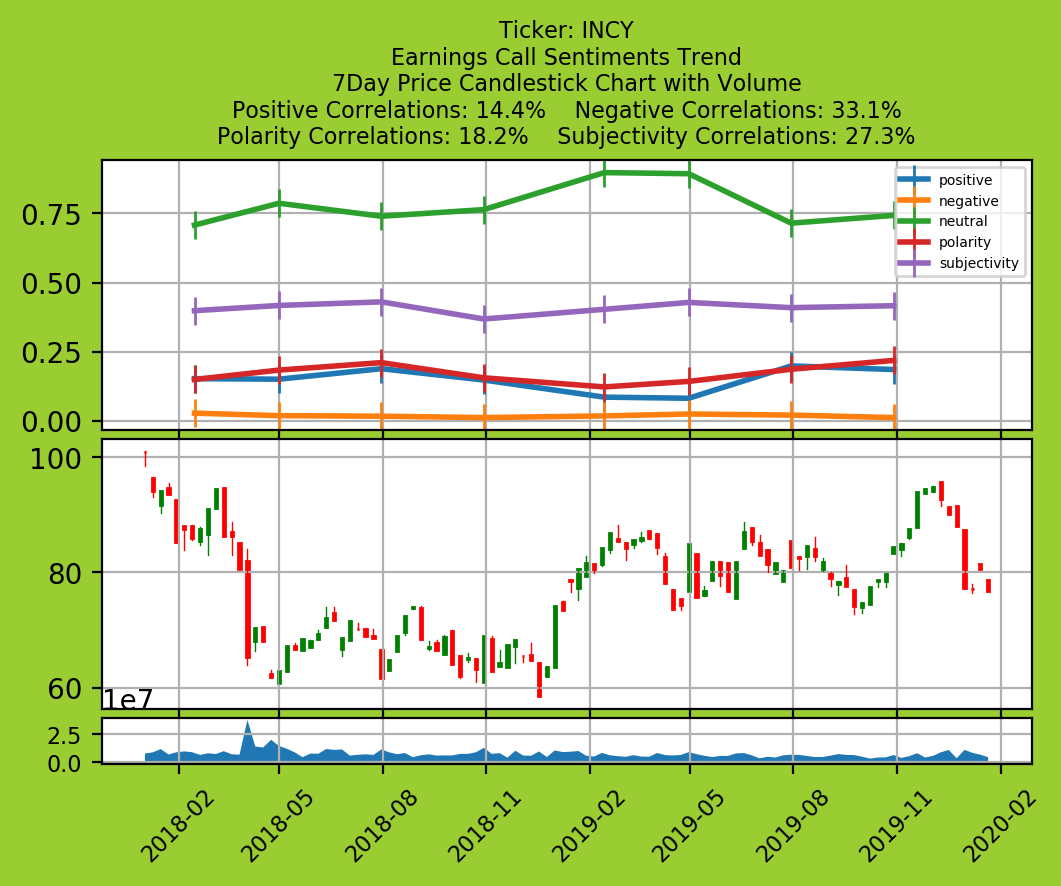 Ticker: INCY
Earnings Call Sentiments Trend
7Day Price Candlestick Chart with Volume
Positive Correlations: 14.4%    Negative Correlations: 33.1%
Polarity Correlations: 18.2%    Subjectivity Correlations: 27.3%
positive
negative
neutral
polarity
subjectivity
0.75
0.50
0.25
0.00
100
80
60
1e7
2.5
0.0
2018-02 2018-05 2018-08 2018-11 2019-02 2019-05 2019-08 2019-11 2020-02